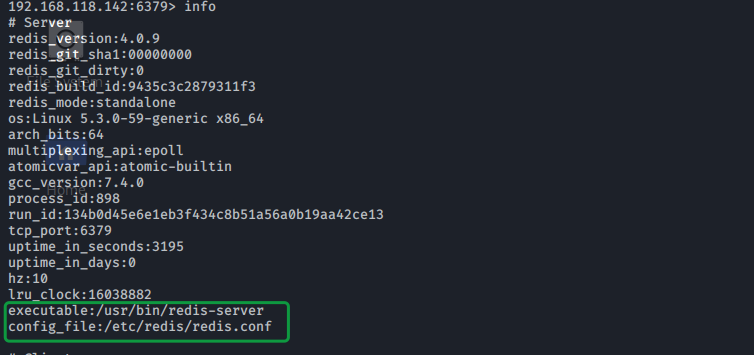 192.168.118.142:6379> info
# Server
redis_version:4.0.9
redis_git_sha1:00000000
redis_git_dirty:0
redis_build_id:9435c3c2879311f3
redis_mode:standalone
os:Linux 5.3.0-59-generic x86_64
arch_bits:64
multiplexing_api:epoll
atomicvar_api:atomic-builtin
gcc_version:7.4.0
Home
process_id:898
run_id:134b0d45e6e1eb3f434c8b51a56a0b19aa42ce13
tcp_port:6379
uptime_in_seconds:3195
uptime_in_days:0
hz:10
lru_clock:16038882
executable:/usr/bin/redis-server
config_file:/etc/redis/redis.conf